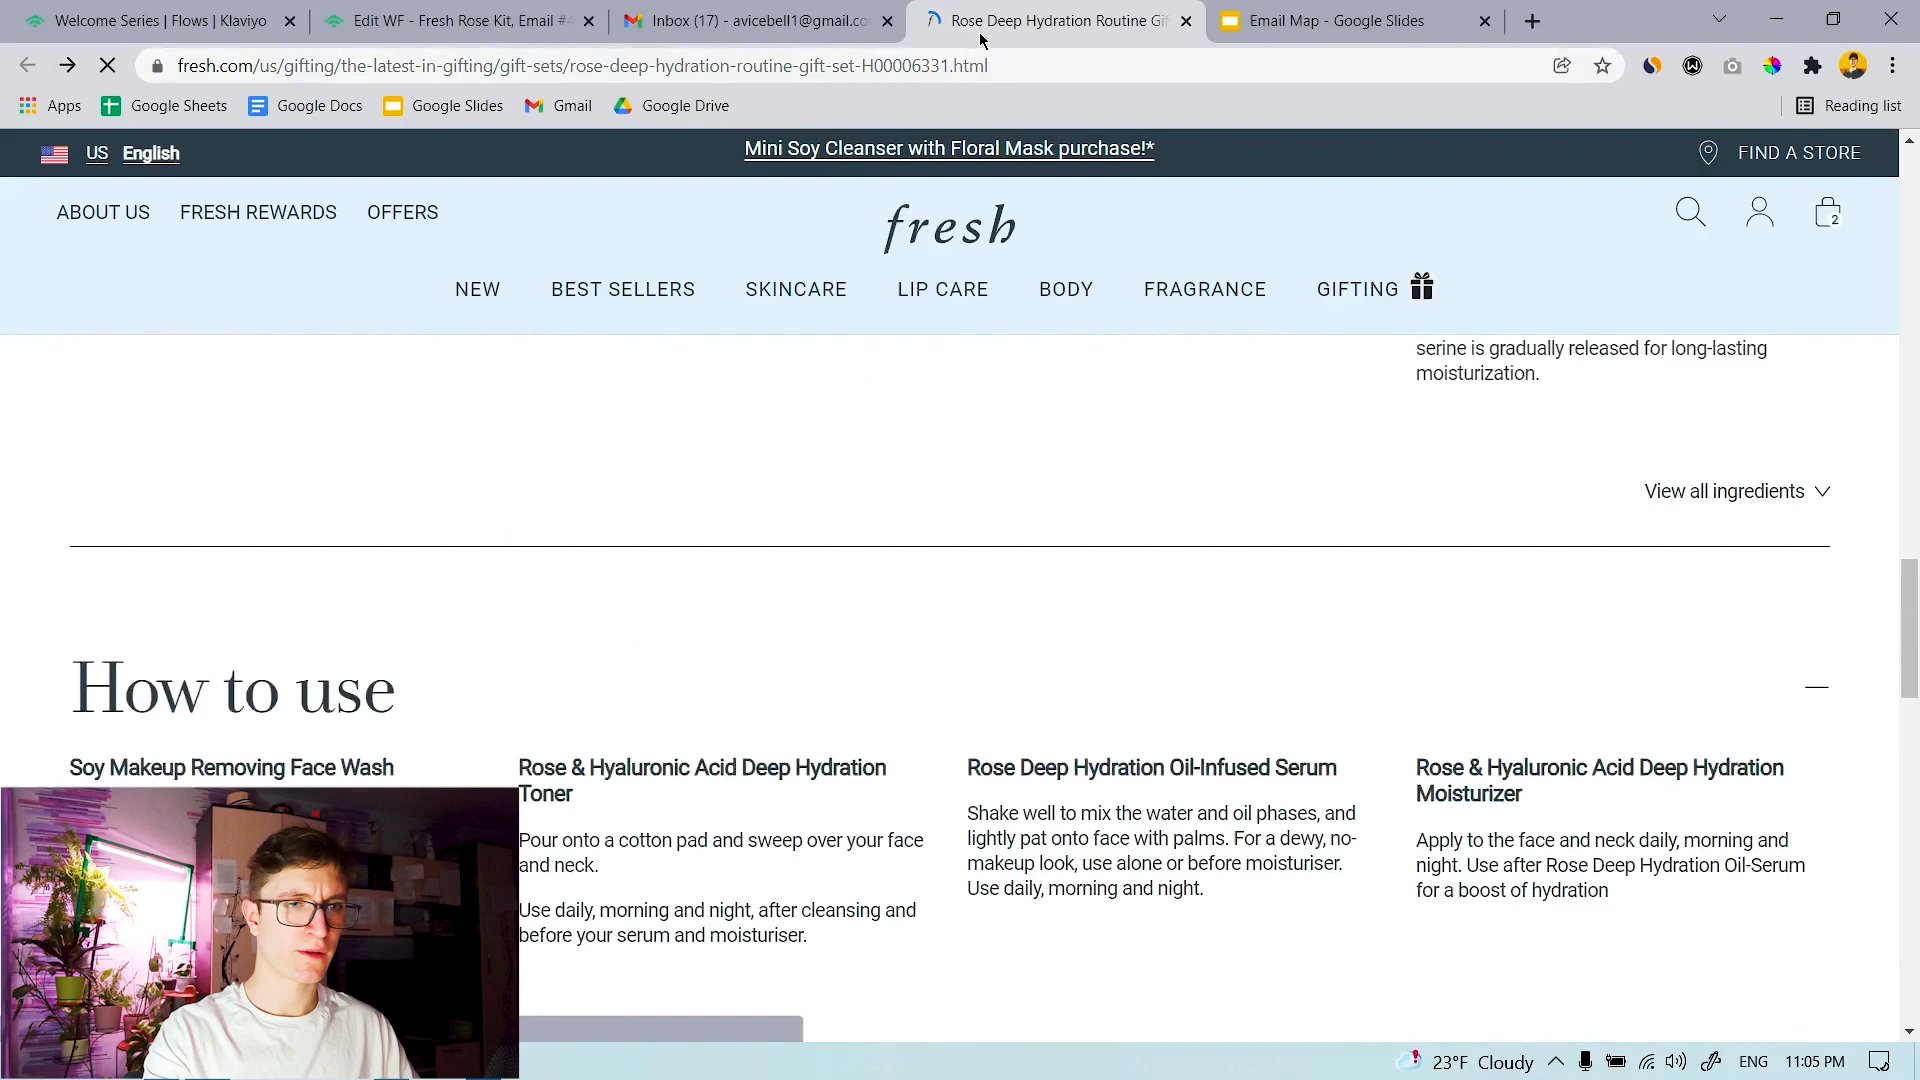 Welcome Series | Flows | Klaviyo
Edit WF - Fresh Rose Kit, Email #
Inbox (17) - avicebell1@gmail.co
Rose Deep Hydration Routine Gif
Email Map - Google Slides
fresh.com/us/gifting/the-latest-in-gifting/gift-sets/rose-deep-hydration-routine-gift-set-H00006331.html
Apps
Google Sheets
Google Docs
Google Slides
Gmail
Google Drive
Reading list
US
English
Mini Soy Cleanser with Floral Mask purchase!*
FIND A STORE
ABOUT US
FRESH REWARDS
OFFERS
fresh
2
NEW
BEST SELLERS
SKINCARE
LIP CARE
BODY
FRAGRANCE
GIFTING
serine is gradually released for long-lasting
moisturization.
View all ingredients
How to use
Soy Makeup Removing Face Wash
Rose & Hyaluronic Acid Deep Hydration
Toner
Pour onto a cotton pad and sweep over your face
and neck.
Use daily, morning and night, after cleansing and
before your serum and moisturiser.
Rose Deep Hydration Oil-Infused Serum
Shake well to mix the water and oil phases, and
lightly pat onto face with palms. For a dewy, no-
makeup look, use alone or before moisturiser.
Use daily, morning and night.
Rose & Hyaluronic Acid Deep Hydration
Moisturizer
Apply to the face and neck daily, morning and
night. Use after Rose Deep Hydration Oil-Serum
for a boost of hydration
23°F Cloudy
ENG
11:05 PM